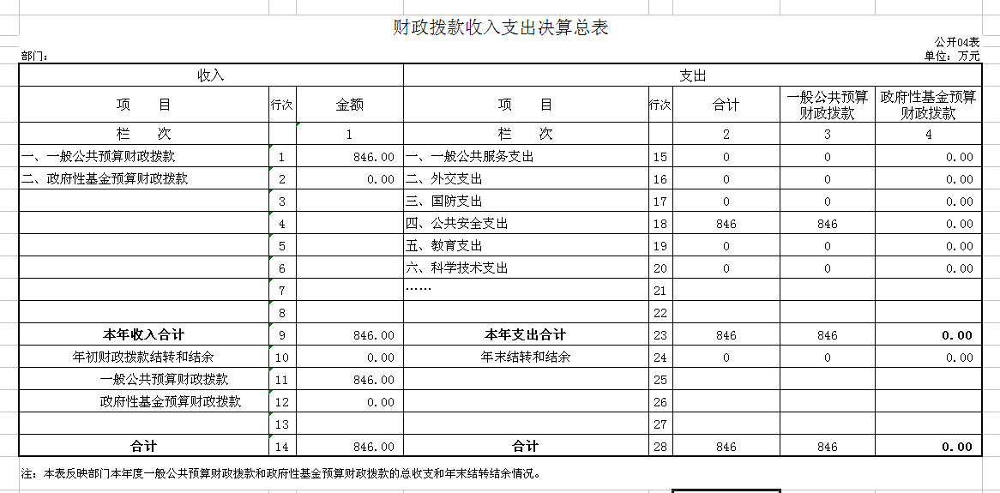 财政拨款收入支出决算总表
公开04表
部门： 单位：万元
收入 支出
项 目 行次 金额 项 目 行次 合计 一般公共预算财政拨款 政府性基金预算财政拨款
栏 次 1 栏 次 2 3 4
一、一般公共预算财政拨款 1 846.00 一、一般公共服务支出 15 0 0 0.00
二、政府性基金预算财政拨款 2 0.00 二、外交支出 16 0 0 0.00
3 三、国防支出 17 0 0 0.00
4 四、公共安全支出 18 846 846 0.00
5 五、教育支出 19 0 0 0.00
6 六、科学技术支出 20 0 0 0.00
7 …… 21
8 22
本年收入合计 9 846.00 本年支出合计 23 846 846 0.00
年初财政拨款结转和结余 10 0.00 年末结转和结余 24 0 0 0.00
一般公共预算财政拨款 11 846.00 25
政府性基金预算财政拨款 12 0.00 26
13 27
合计 14 846.00 合计 28 846 846 0.00
注：本表反映部门本年度一般公共预算财政拨款和政府性基金预算财政拨款的总收支和年末结转结余情况。